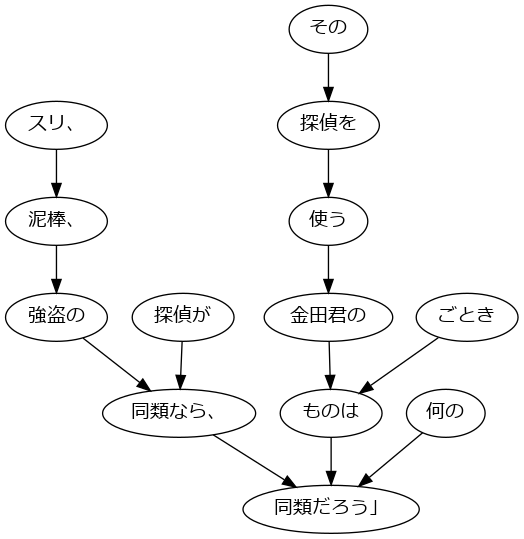 その
スリ、
探偵を
泥棒、
使う
強盗の
探偵が
金田君の
ごとき
同類なら、
ものは
何の
同類だろう」